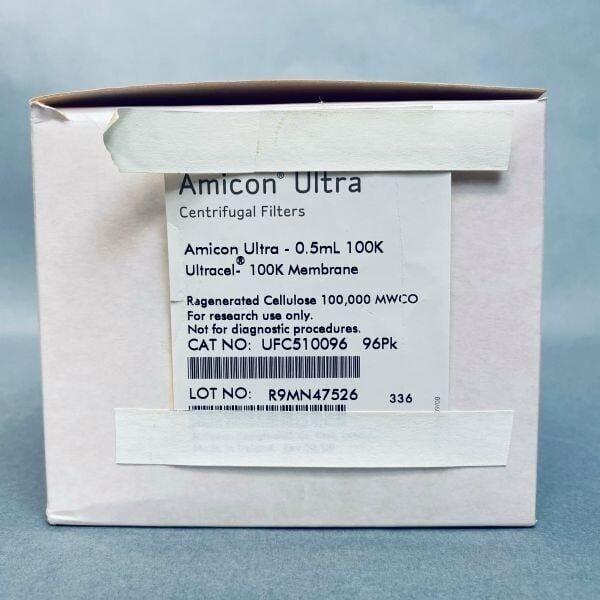 Amicon® Ultra
Centrifugal Filters
Amicon Ultra - 0.5mL 100K
Ultracel-® 100K Membrane
Ragenerated Cellulose 100,000 MWCO
For research use only.
Not for diagnostic procedures.
CAT NO: UFC510096 96Pk
LOT NO: R9MN47526 336